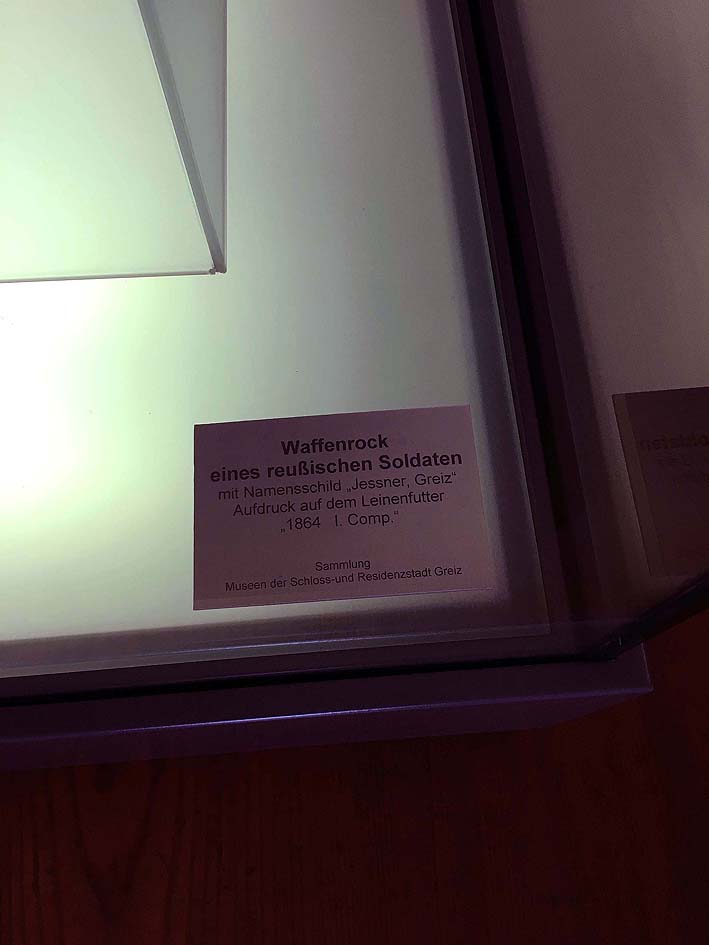 Waffenrock
eines reußischen Soldaten
mit Namensschild „Jessner, Greiz“
Aufdruck auf dem Leinenfutter
„1864 I. Comp.“
Sammlung
Museen der Schloss-und Residenzstadt Greiz